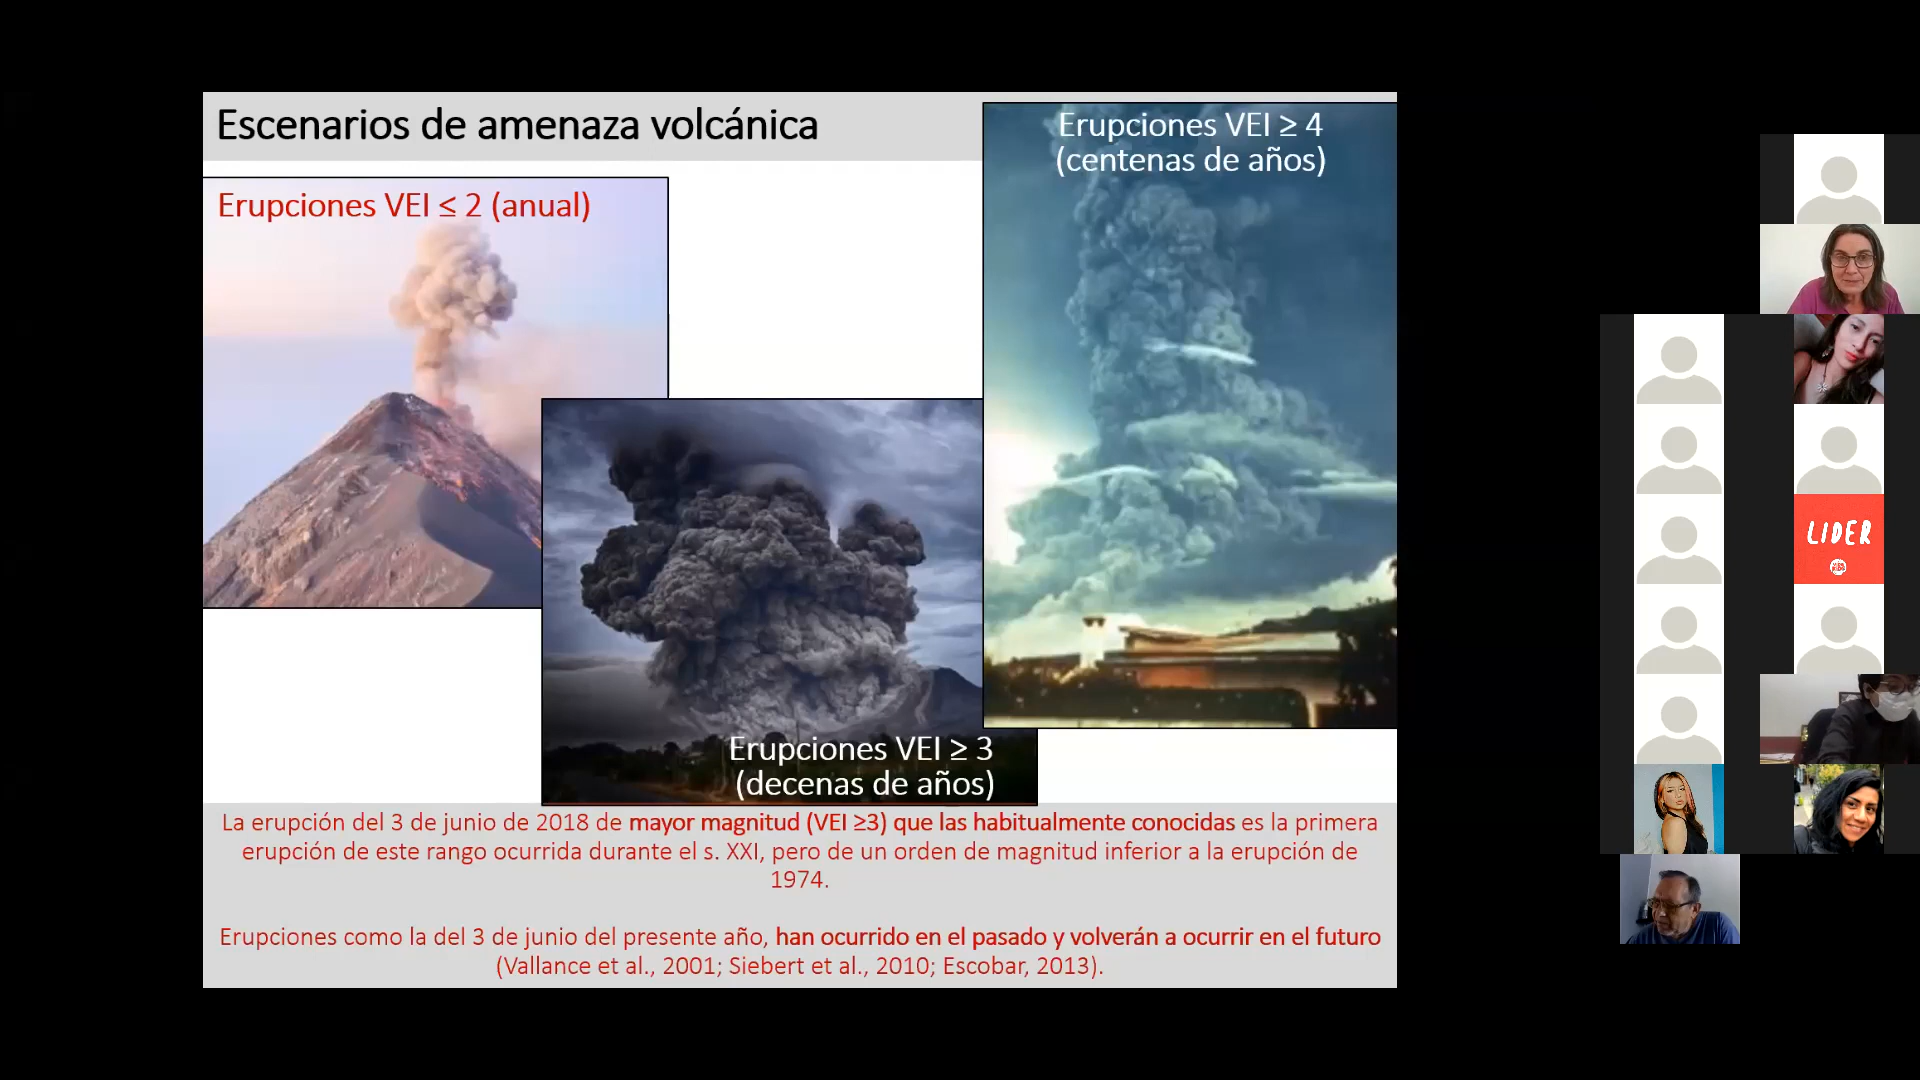 Escenarios de amenaza volcánica
Erupciones VEI ≤ 2 (anual)
Erupciones VEI ≥ 4
(centenas de años)
Erupciones VEI ≥ 3
(decenas de años)
La erupción del 3 de junio de 2018 de mayor magnitud (VEI ≥3) que las habitualmente conocidas es la primera
erupción de este rango ocurrida durante el s. XXI, pero de un orden de magnitud inferior a la erupción de
1974.
Erupciones como la del 3 de junio del presente año, han ocurrido en el pasado y volverán a ocurrir en el futuro
(Vallance et al., 2001; Siebert et al., 2010; Escobar, 2013).
LIDER